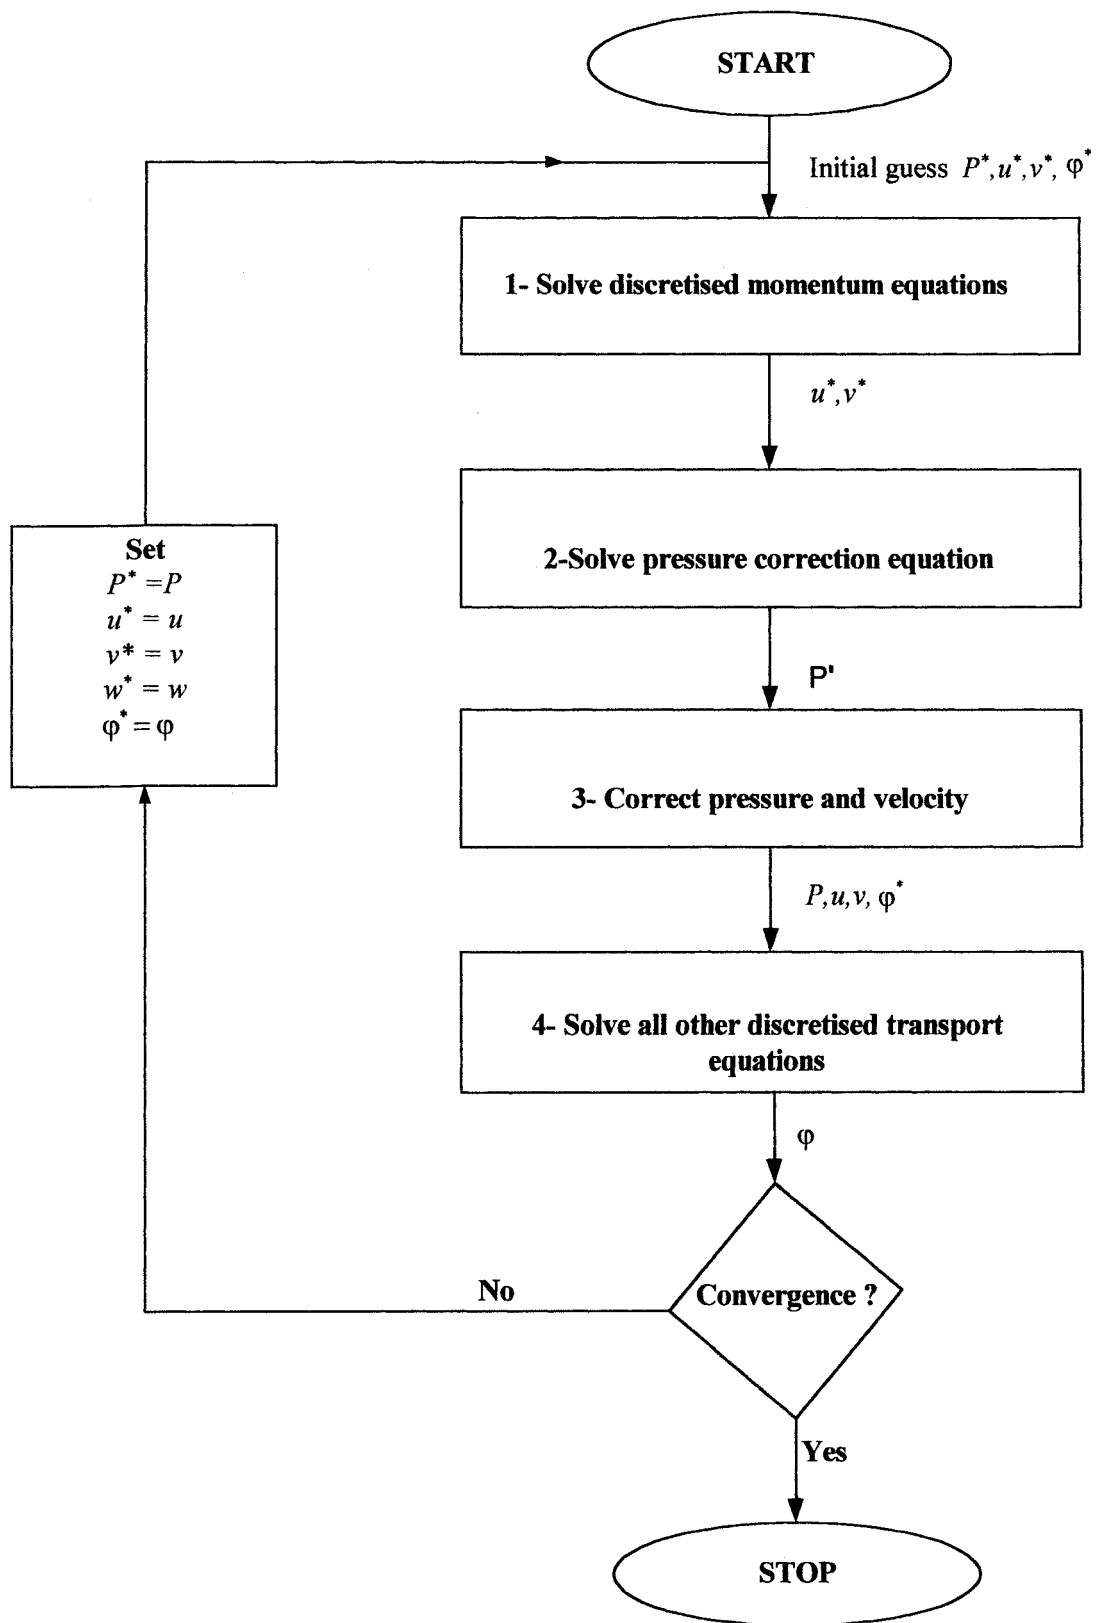 START
Initial guess P*,u*,v*, φ*
1- Solve discretised momentum equations
u*,v*
2-Solve pressure correction equation
P'
3- Correct pressure and velocity
P,u,v, φ*
4- Solve all other discretised transport
equations
φ
Convergence ?
No
Set
P* =P
u* = u
v* = v
w* = w
φ* = φ
Yes
STOP